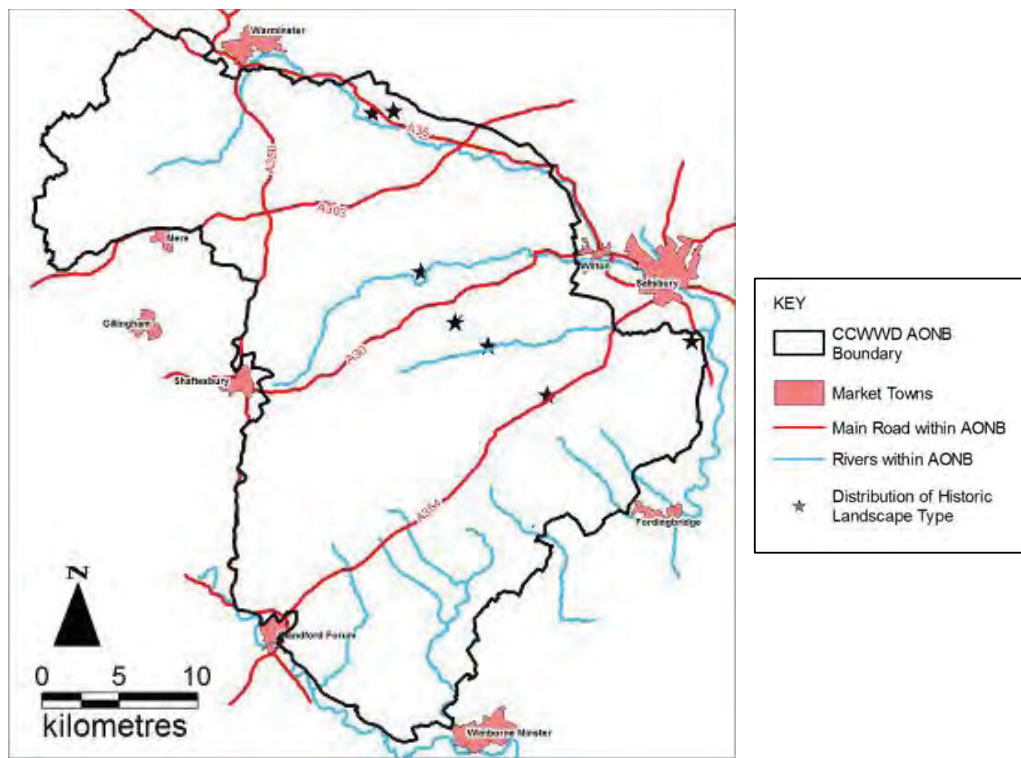 Warminster
A36
A350
A303
Mere
Wilton
Salisbury
Gillingham
A30
Shaftesbury
A354
Fordingbridge
N
Blandford Forum
0 5 10
kilometres
Wimborne Minster
KEY
CCWWD AONB
Boundary
Market Towns
Main Road within AONB
Rivers within AONB
Distribution of Historic
Landscape Type